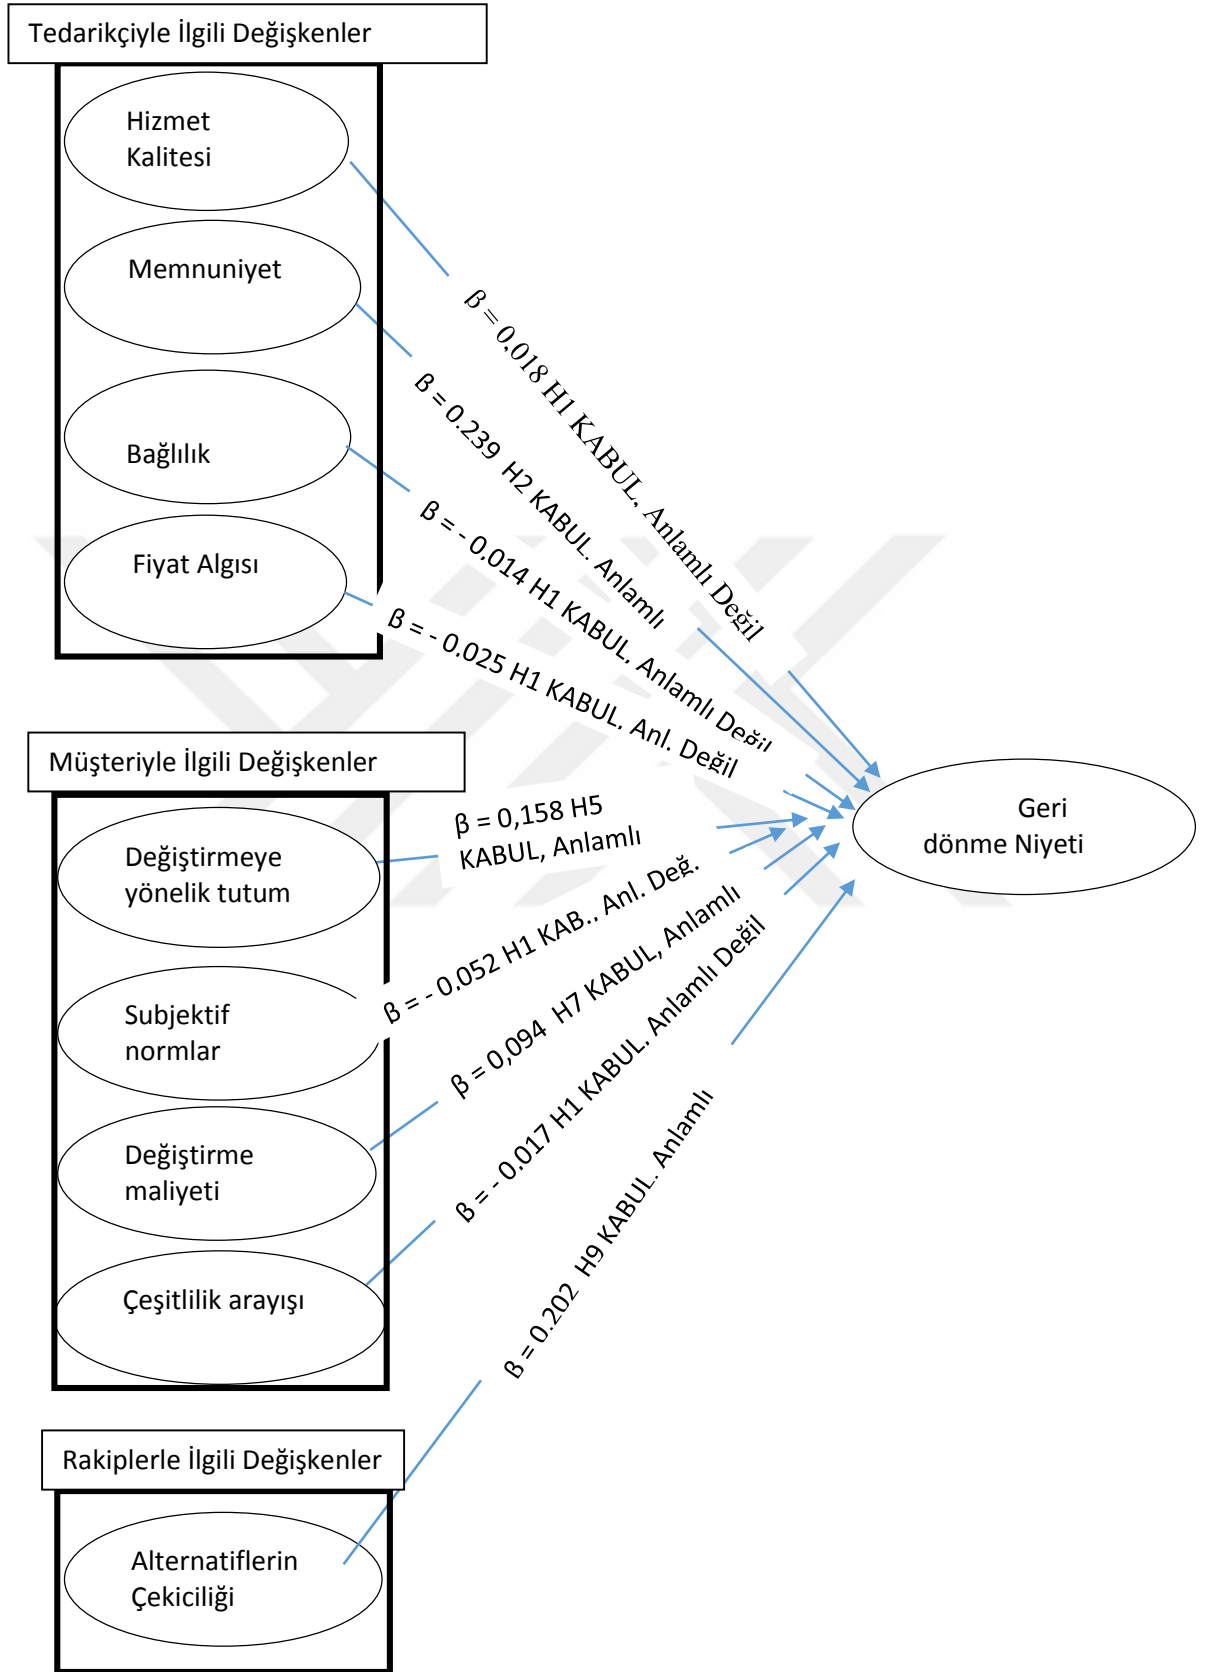 Tedarikçiyle İlgili Değişkenler
Hizmet
Kalitesi
Memnuniyet
Bağlılık
Fiyat Algısı
β = 0,018 H1 KABUL, Anlamlı Değil
β = 0.239 H2 KABUL. Anlamlı
β = - 0,014 H1 KABUL, Anlamlı Değil
β = - 0.025 H1 KABUL. Anl. Değil
Müşteriyle İlgili Değişkenler
Değiştirmeye
yönelik tutum
Subjektif
normlar
Değiştirme
maliyeti
Çeşitlilik arayışı
β = 0,158 H5
KABUL, Anlamlı
β = - 0,052 H1 KAB., Anl. Değ.
β = 0,094 H7 KABUL, Anlamlı
β = - 0,017 H1 KABUL. Anlamlı Değil
β = 0.202 H9 KABUL. Anlamlı
Geri
dönme Niyeti
Rakiplerle İlgili Değişkenler
Alternatiflerin
Çekiciliği